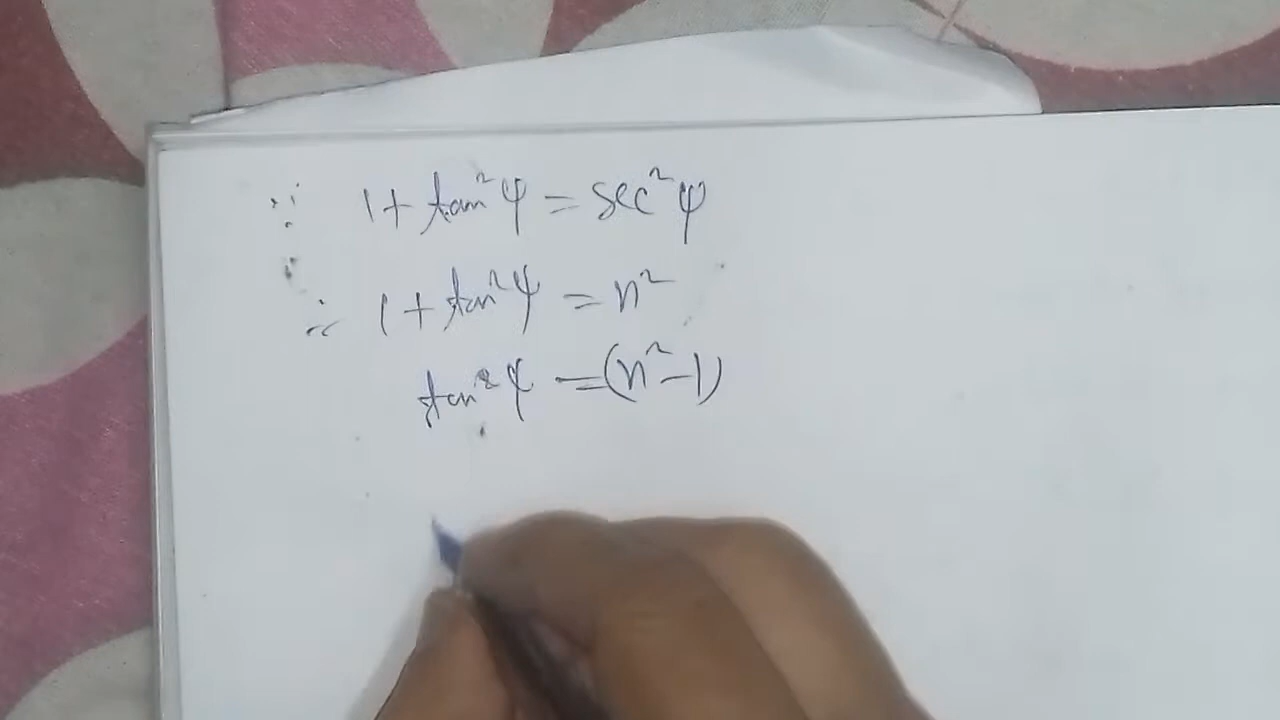 ∵ 1 + tan²ψ = sec²ψ
∴ 1 + tan²ψ = n²
tan²ψ = (n² - 1)